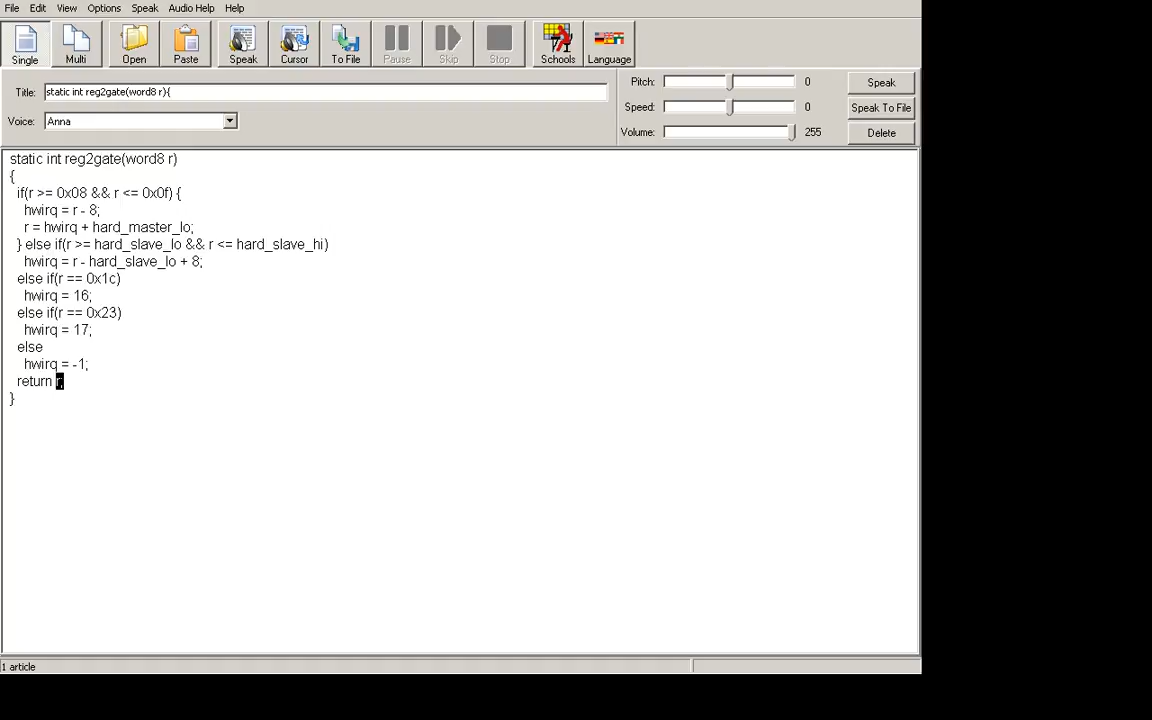 File Edit View Options Speak Audio Help Help
Single Multi Open Paste Speak Cursor To File Pause Skip Stop Schools Language
Title: static int reg2gate(word8 r){
Voice: Anna
Pitch: 0 Speak
Speed: 0 Speak To File
Volume: 255 Delete
static int reg2gate(word8 r)
{
if(r >= 0x08 && r <= 0x0f) {
hwirq = r - 8;
r = hwirq + hard_master_lo;
} else if(r >= hard_slave_lo && r <= hard_slave_hi)
hwirq = r - hard_slave_lo + 8;
else if(r == 0x1c)
hwirq = 16;
else if(r == 0x23)
hwirq = 17;
else
hwirq = -1;
return r;
}
1 article